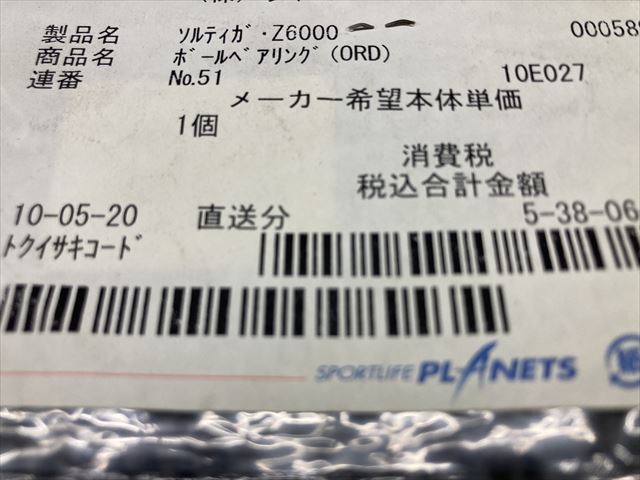 製品名 ソルティガ・Z6000 00058
商品名 ボールベアリング(ORD)
連番 No.51 10E027
メーカー希望本体単価
1個
消費税
税込合計金額
10-05-20 直送分 5-38-06
トクイサキコード
SPORTLIFE PLANETS